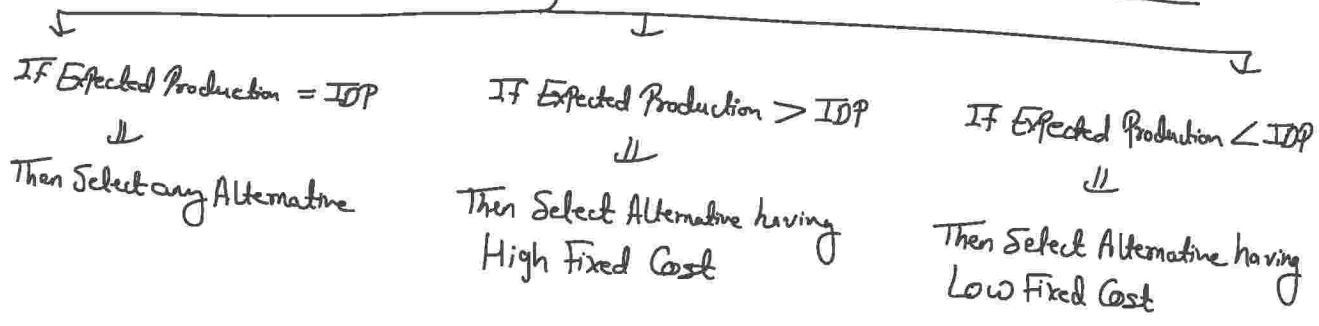 If Expected Production = IDP
Then Select any Alternative
If Expected Production > IDP
Then Select Alternative having
High Fixed Cost
If Expected Production < IDP
Then Select Alternative having
Low Fixed Cost